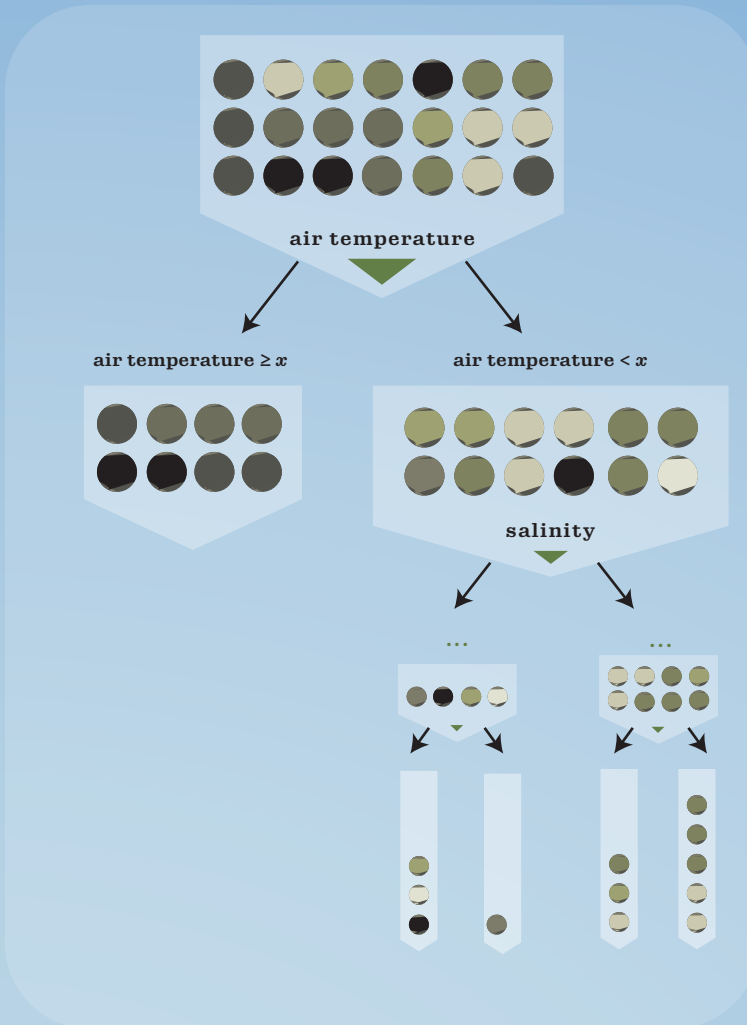 air temperature
air temperature ≥ x
air temperature < x
salinity
...
...